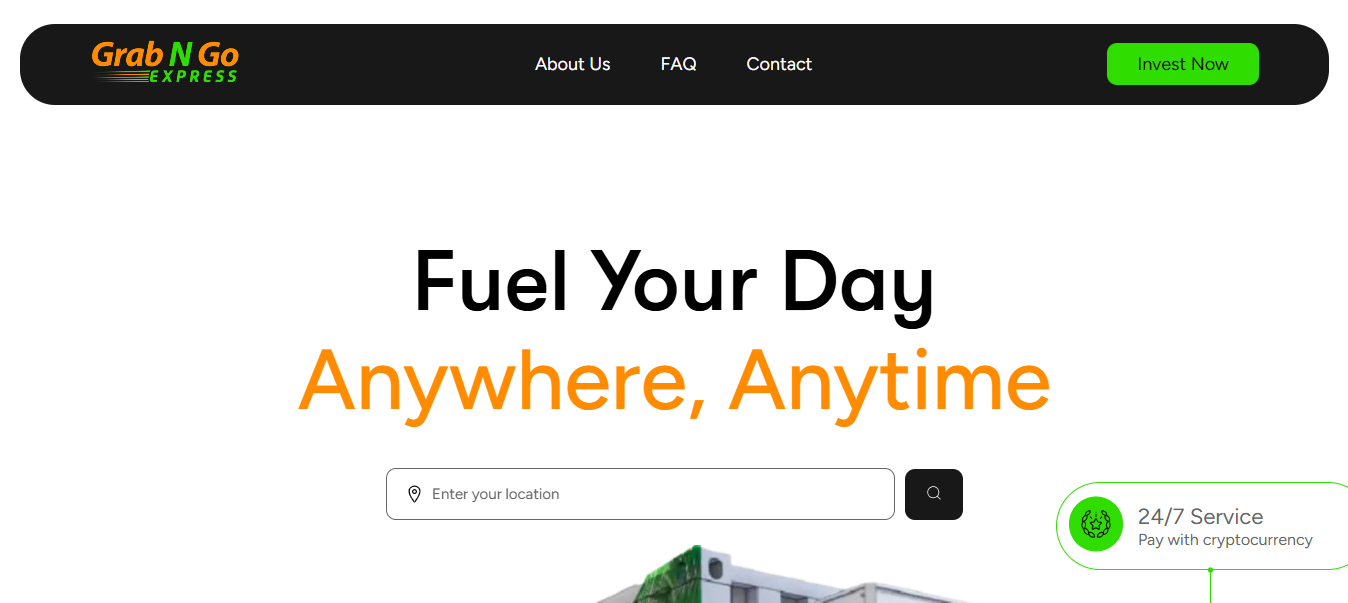 Grab N Go
EXPRESS
About Us
FAQ
Contact
Invest Now
Fuel Your Day
Anywhere, Anytime
Enter your location
24/7 Service
Pay with cryptocurrency